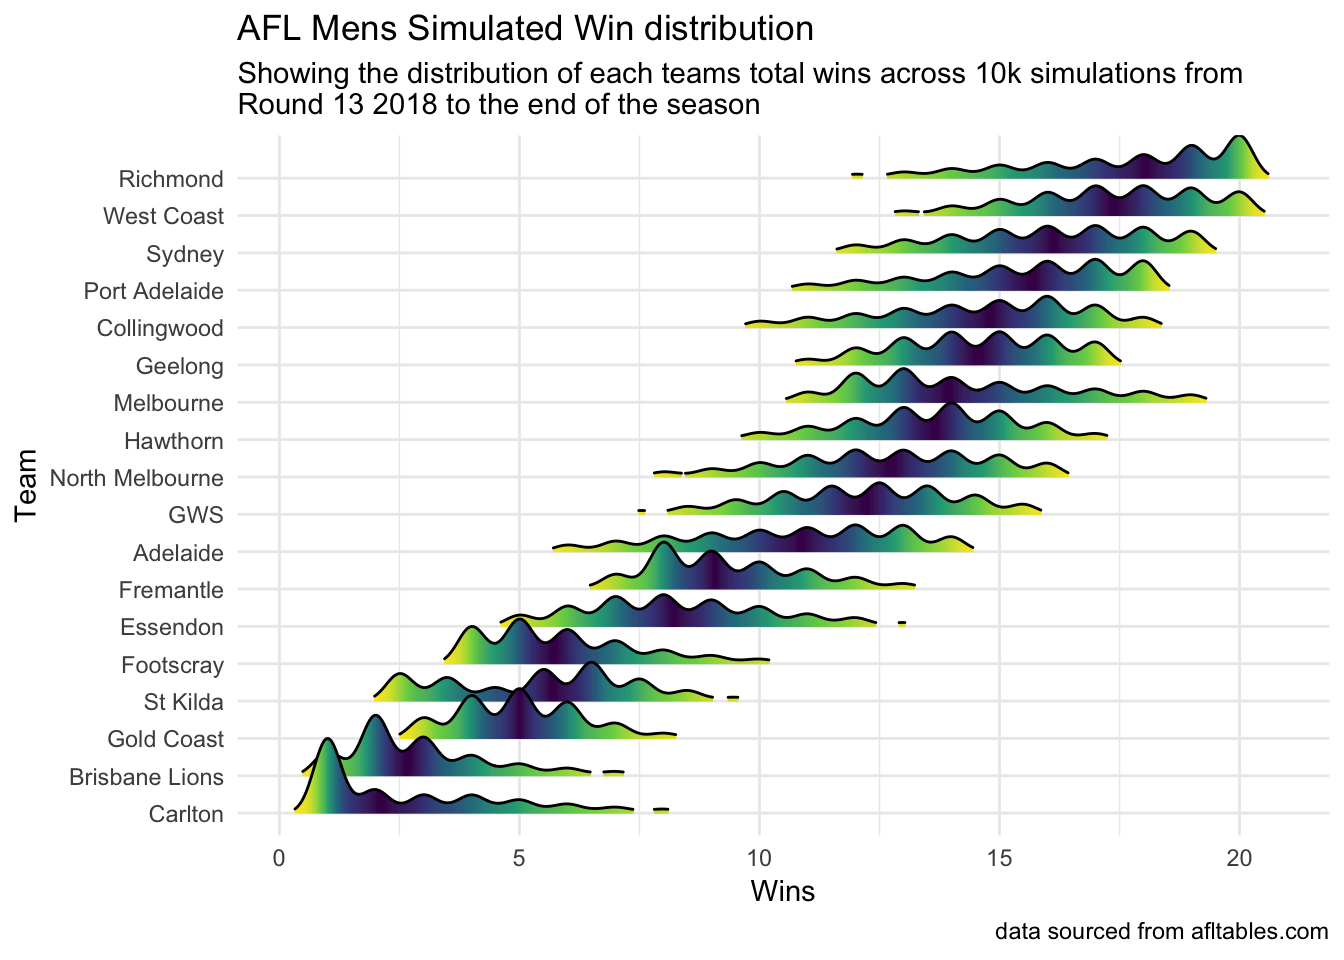 AFL Mens Simulated Win distribution
Showing the distribution of each teams total wins across 10k simulations from
Round 13 2018 to the end of the season
Team
Richmond
West Coast
Sydney
Port Adelaide
Collingwood
Geelong
Melbourne
Hawthorn
North Melbourne
GWS
Adelaide
Fremantle
Essendon
Footscray
St Kilda
Gold Coast
Brisbane Lions
Carlton
0 5 10 15 20
Wins
data sourced from afltables.com